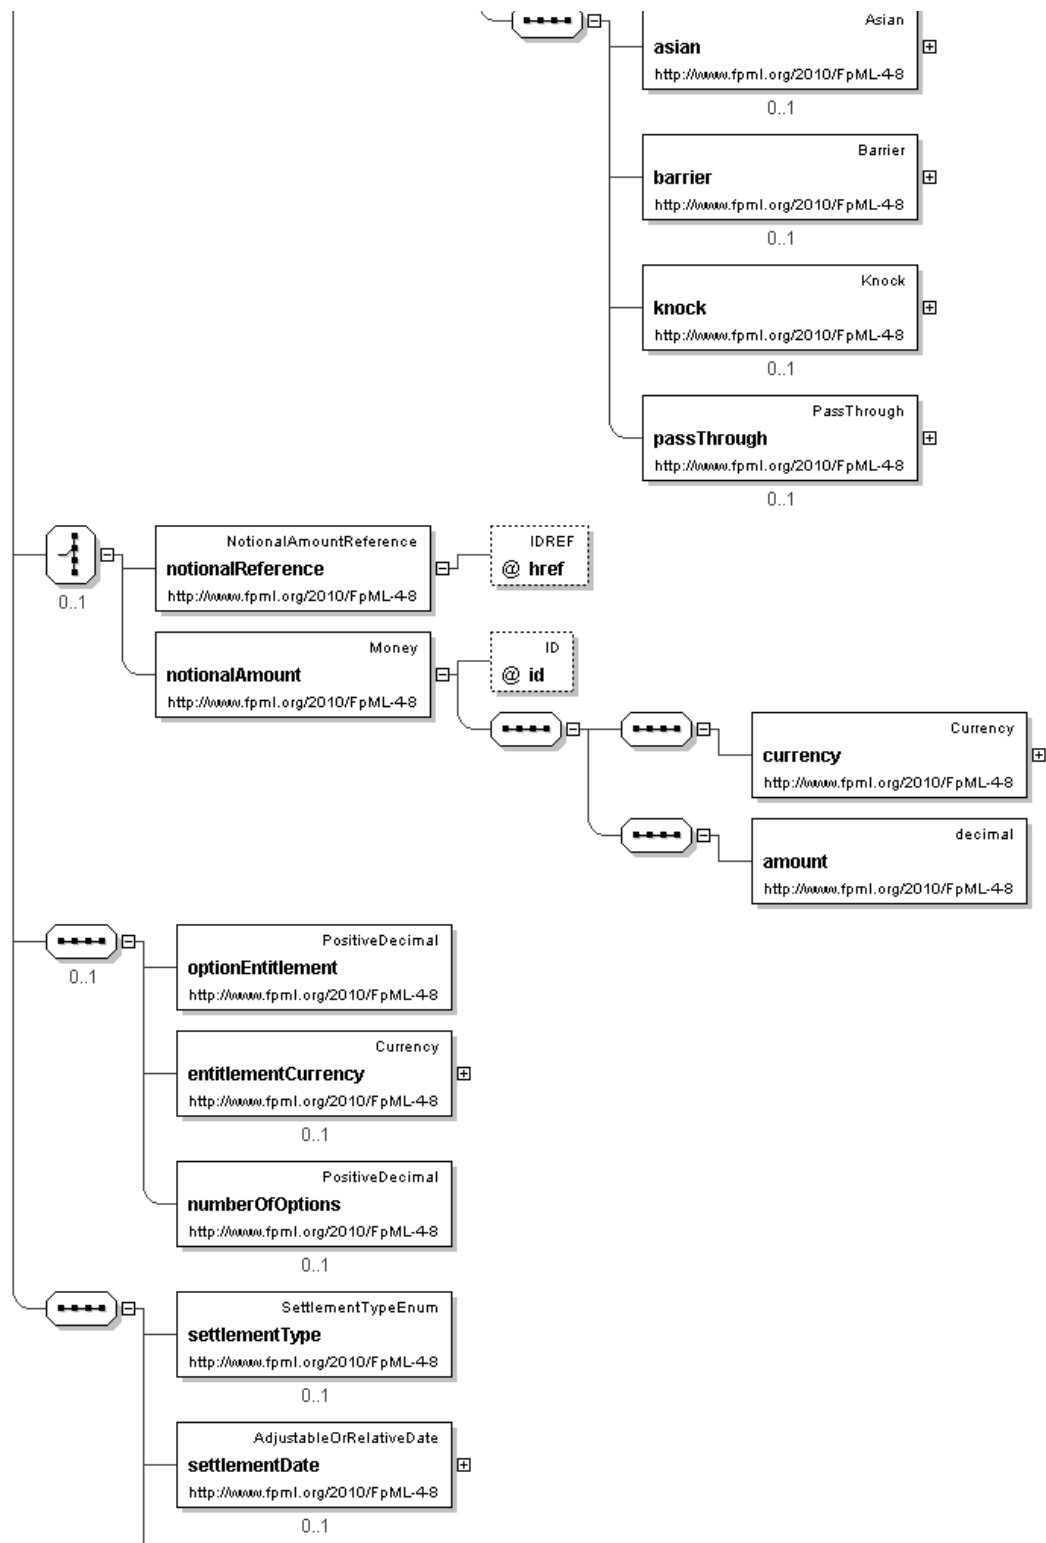 Asian
asian
http://www.fpml.org/2010/FpML-4-8
0..1
Barrier
barrier
http://www.fpml.org/2010/FpML-4-8
0..1
Knock
knock
http://www.fpml.org/2010/FpML-4-8
0..1
PassThrough
passThrough
http://www.fpml.org/2010/FpML-4-8
0..1
NotionalAmountReference
notionalReference
http://www.fpml.org/2010/FpML-4-8
IDREF
@ href
0..1
Money
notionalAmount
http://www.fpml.org/2010/FpML-4-8
ID
@ id
Currency
currency
http://www.fpml.org/2010/FpML-4-8
decimal
amount
http://www.fpml.org/2010/FpML-4-8
0..1
PositiveDecimal
optionEntitlement
http://www.fpml.org/2010/FpML-4-8
Currency
entitlementCurrency
http://www.fpml.org/2010/FpML-4-8
0..1
PositiveDecimal
numberOfOptions
http://www.fpml.org/2010/FpML-4-8
0..1
SettlementTypeEnum
settlementType
http://www.fpml.org/2010/FpML-4-8
0..1
AdjustableOrRelativeDate
settlementDate
http://www.fpml.org/2010/FpML-4-8
0..1